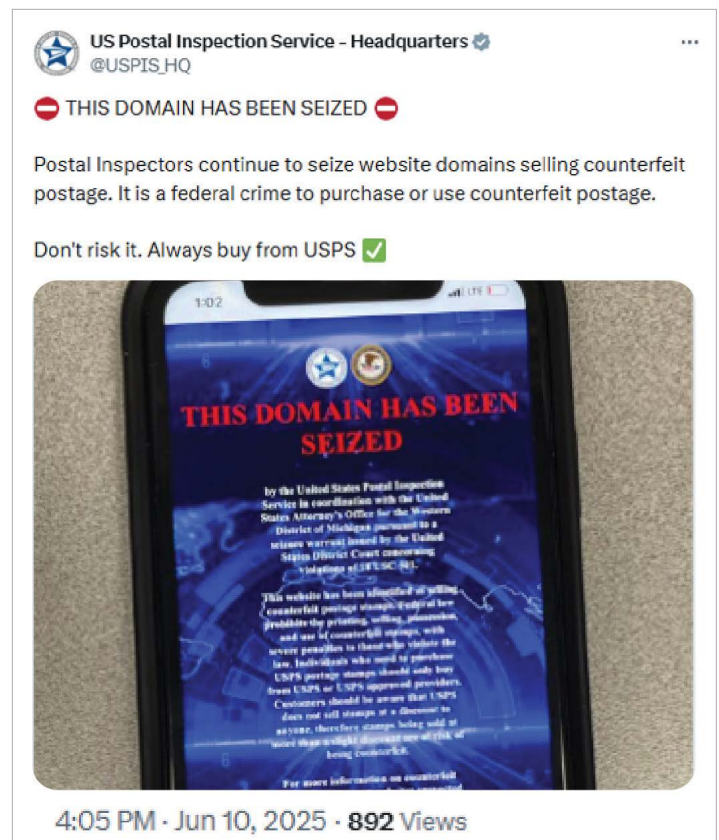 US Postal Inspection Service – Headquarters
@USPIS_HQ
⛔ THIS DOMAIN HAS BEEN SEIZED ⛔
Postal Inspectors continue to seize website domains selling counterfeit
postage. It is a federal crime to purchase or use counterfeit postage.
Don't risk it. Always buy from USPS ✅
1:02
LTE
THIS DOMAIN HAS BEEN
SEIZED
by the United States Postal Inspection
Service in coordination with the United
States Attorney's Office for the Western
District of Michigan pursuant to a
seizure warrant issued by the United
States District Court concerning
violations of 18 USC 501.
This website has been identified as selling
counterfeit postage stamps. Federal law
prohibits the printing, selling, possession,
and use of counterfeit stamps, with
severe penalties to those who violate the
law. Individuals who need to purchase
USPS postage stamps should only buy
from USPS or USPS approved providers.
Customers should be aware that USPS
does not sell stamps at a discount to
anyone, therefore stamps being sold at
more than a slight discount are at risk of
being counterfeit.
For more information on counterfeit
4:05 PM · Jun 10, 2025 · 892 Views